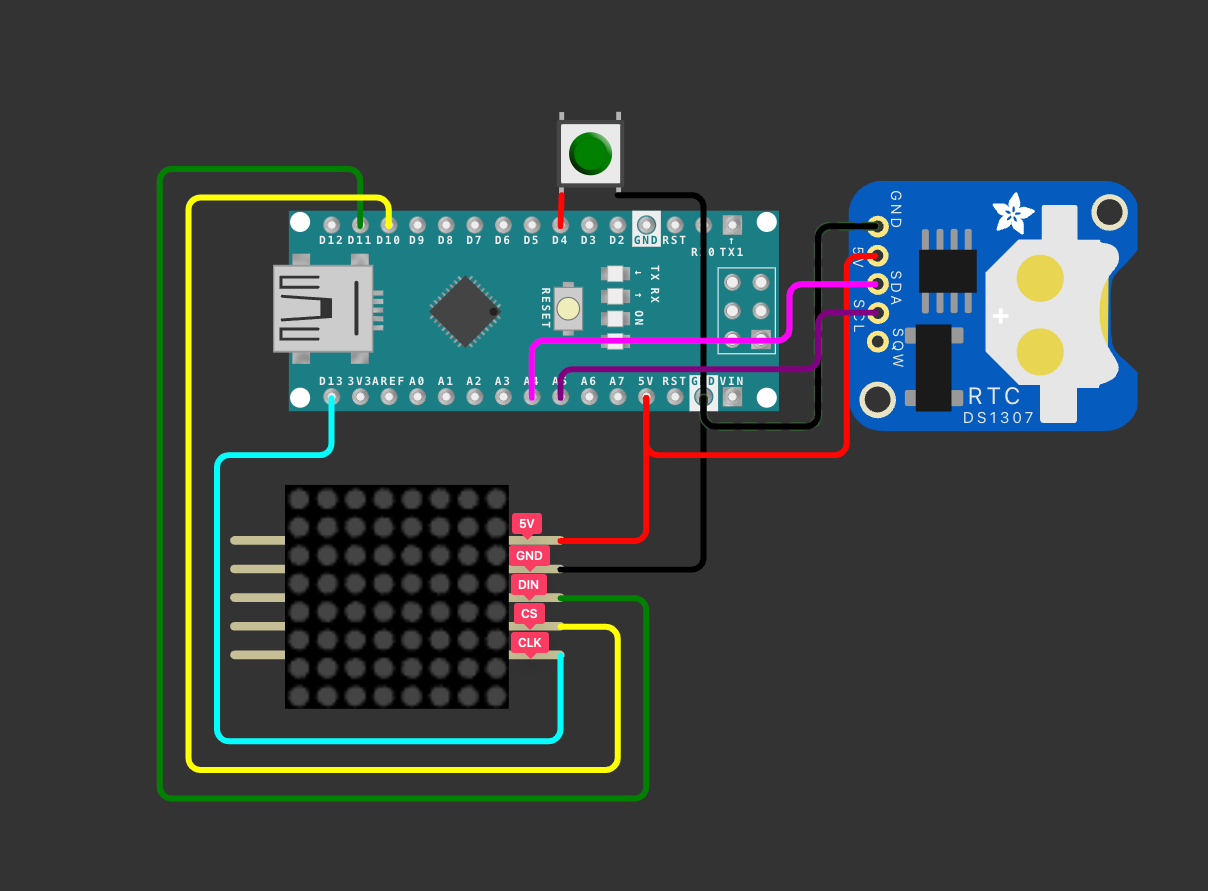 D12 D11 D10 D9 D8 D7 D6 D5 D4 D3 D2 GND RST
TX1
↑
TX RX
↓ ↑
ON
RESET
D13 3V3 AREF A0 A1 A2 A3 A4 A5 A6 A7 5V RST GND VIN
GND
5V
SDA
SCL
SQW
+
RTC
DS1307
5V
GND
DIN
CS
CLK